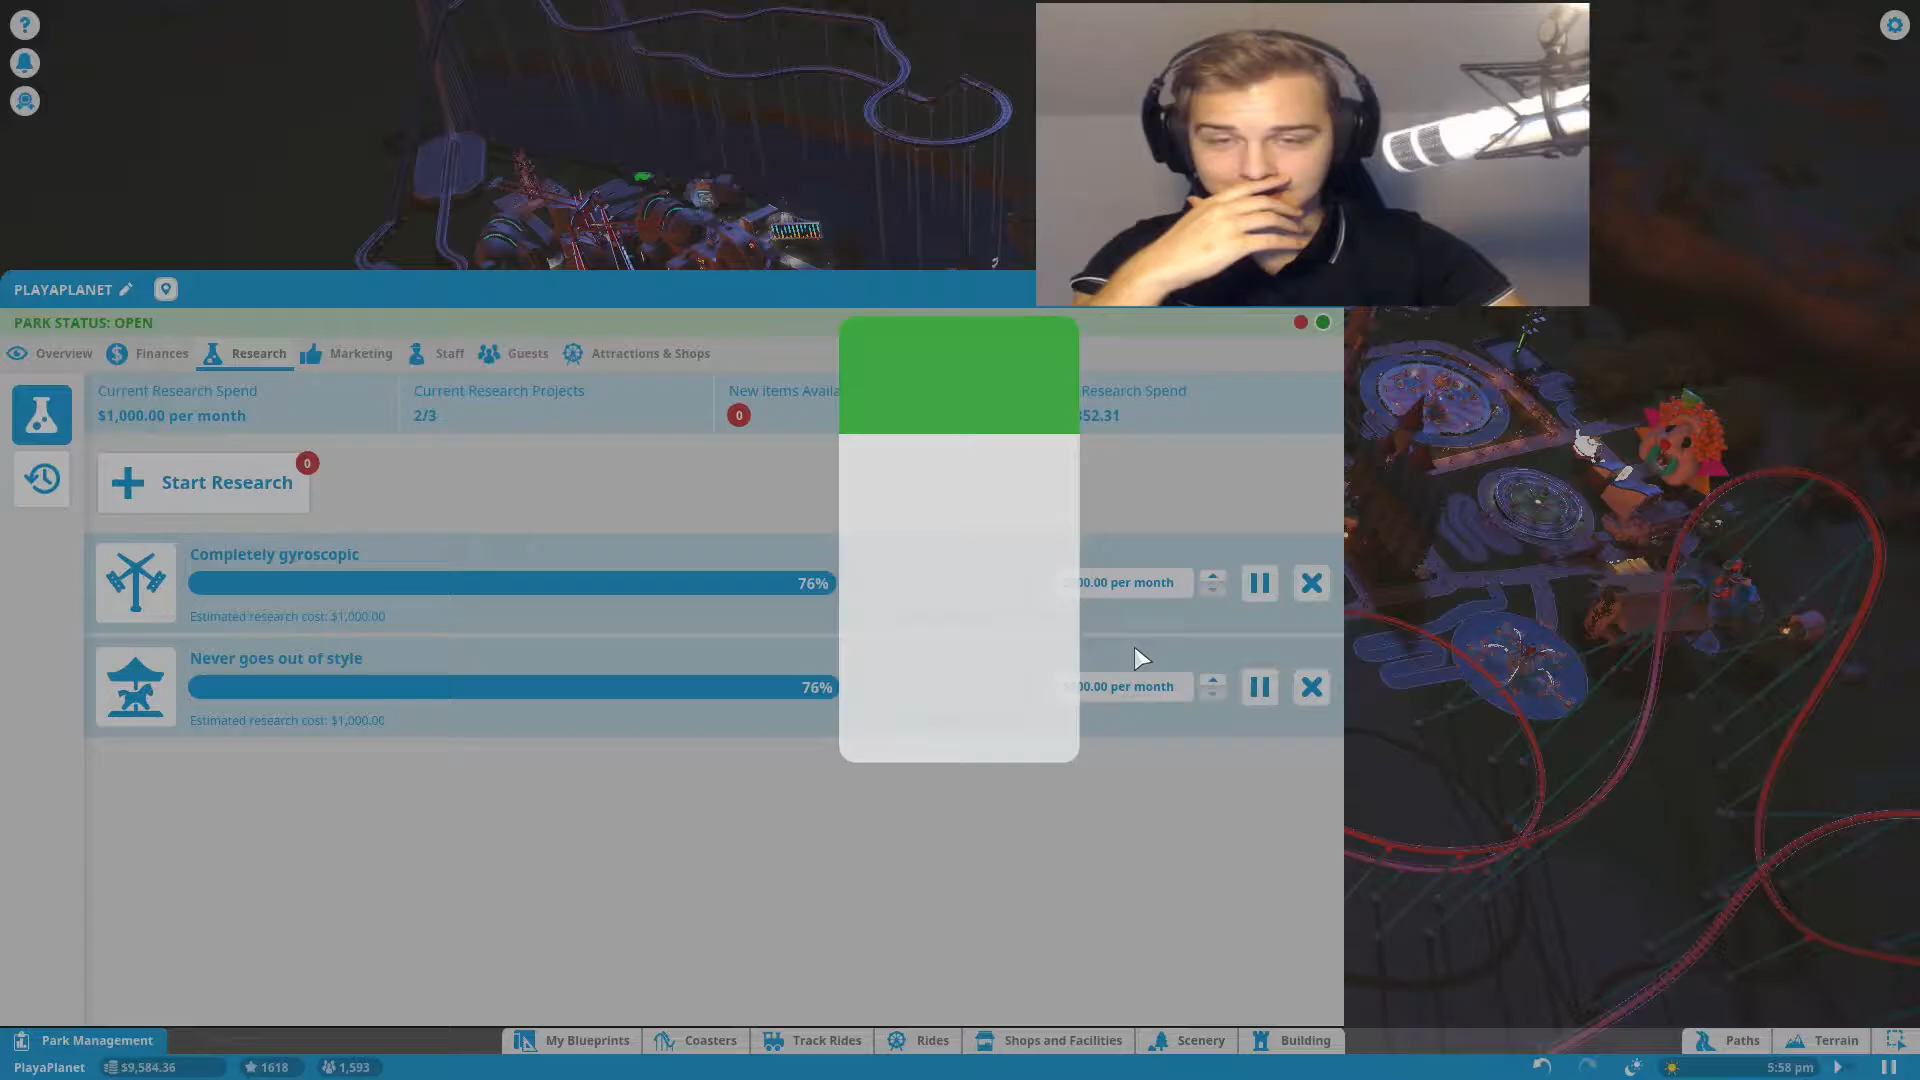 ?
PLAYAPLANET
PARK STATUS: OPEN
Overview
Finances
Research
Marketing
Staff
Guests
Attractions & Shops
Current Research Spend
$1,000.00 per month
Current Research Projects
2/3
New items
0
Research Spend
52.31
Start Research
0
Completely gyroscopic
76%
00.00 per month
Estimated research cost: $1,000.00
Never goes out of style
76%
00.00 per month
Estimated research cost: $1,000.00
Park Management
My Blueprints
Coasters
Track Rides
Rides
Shops and Facilities
Scenery
Building
Paths
Terrain
PlayaPlanet
$9,584.36
1618
1,593
5:58 pm